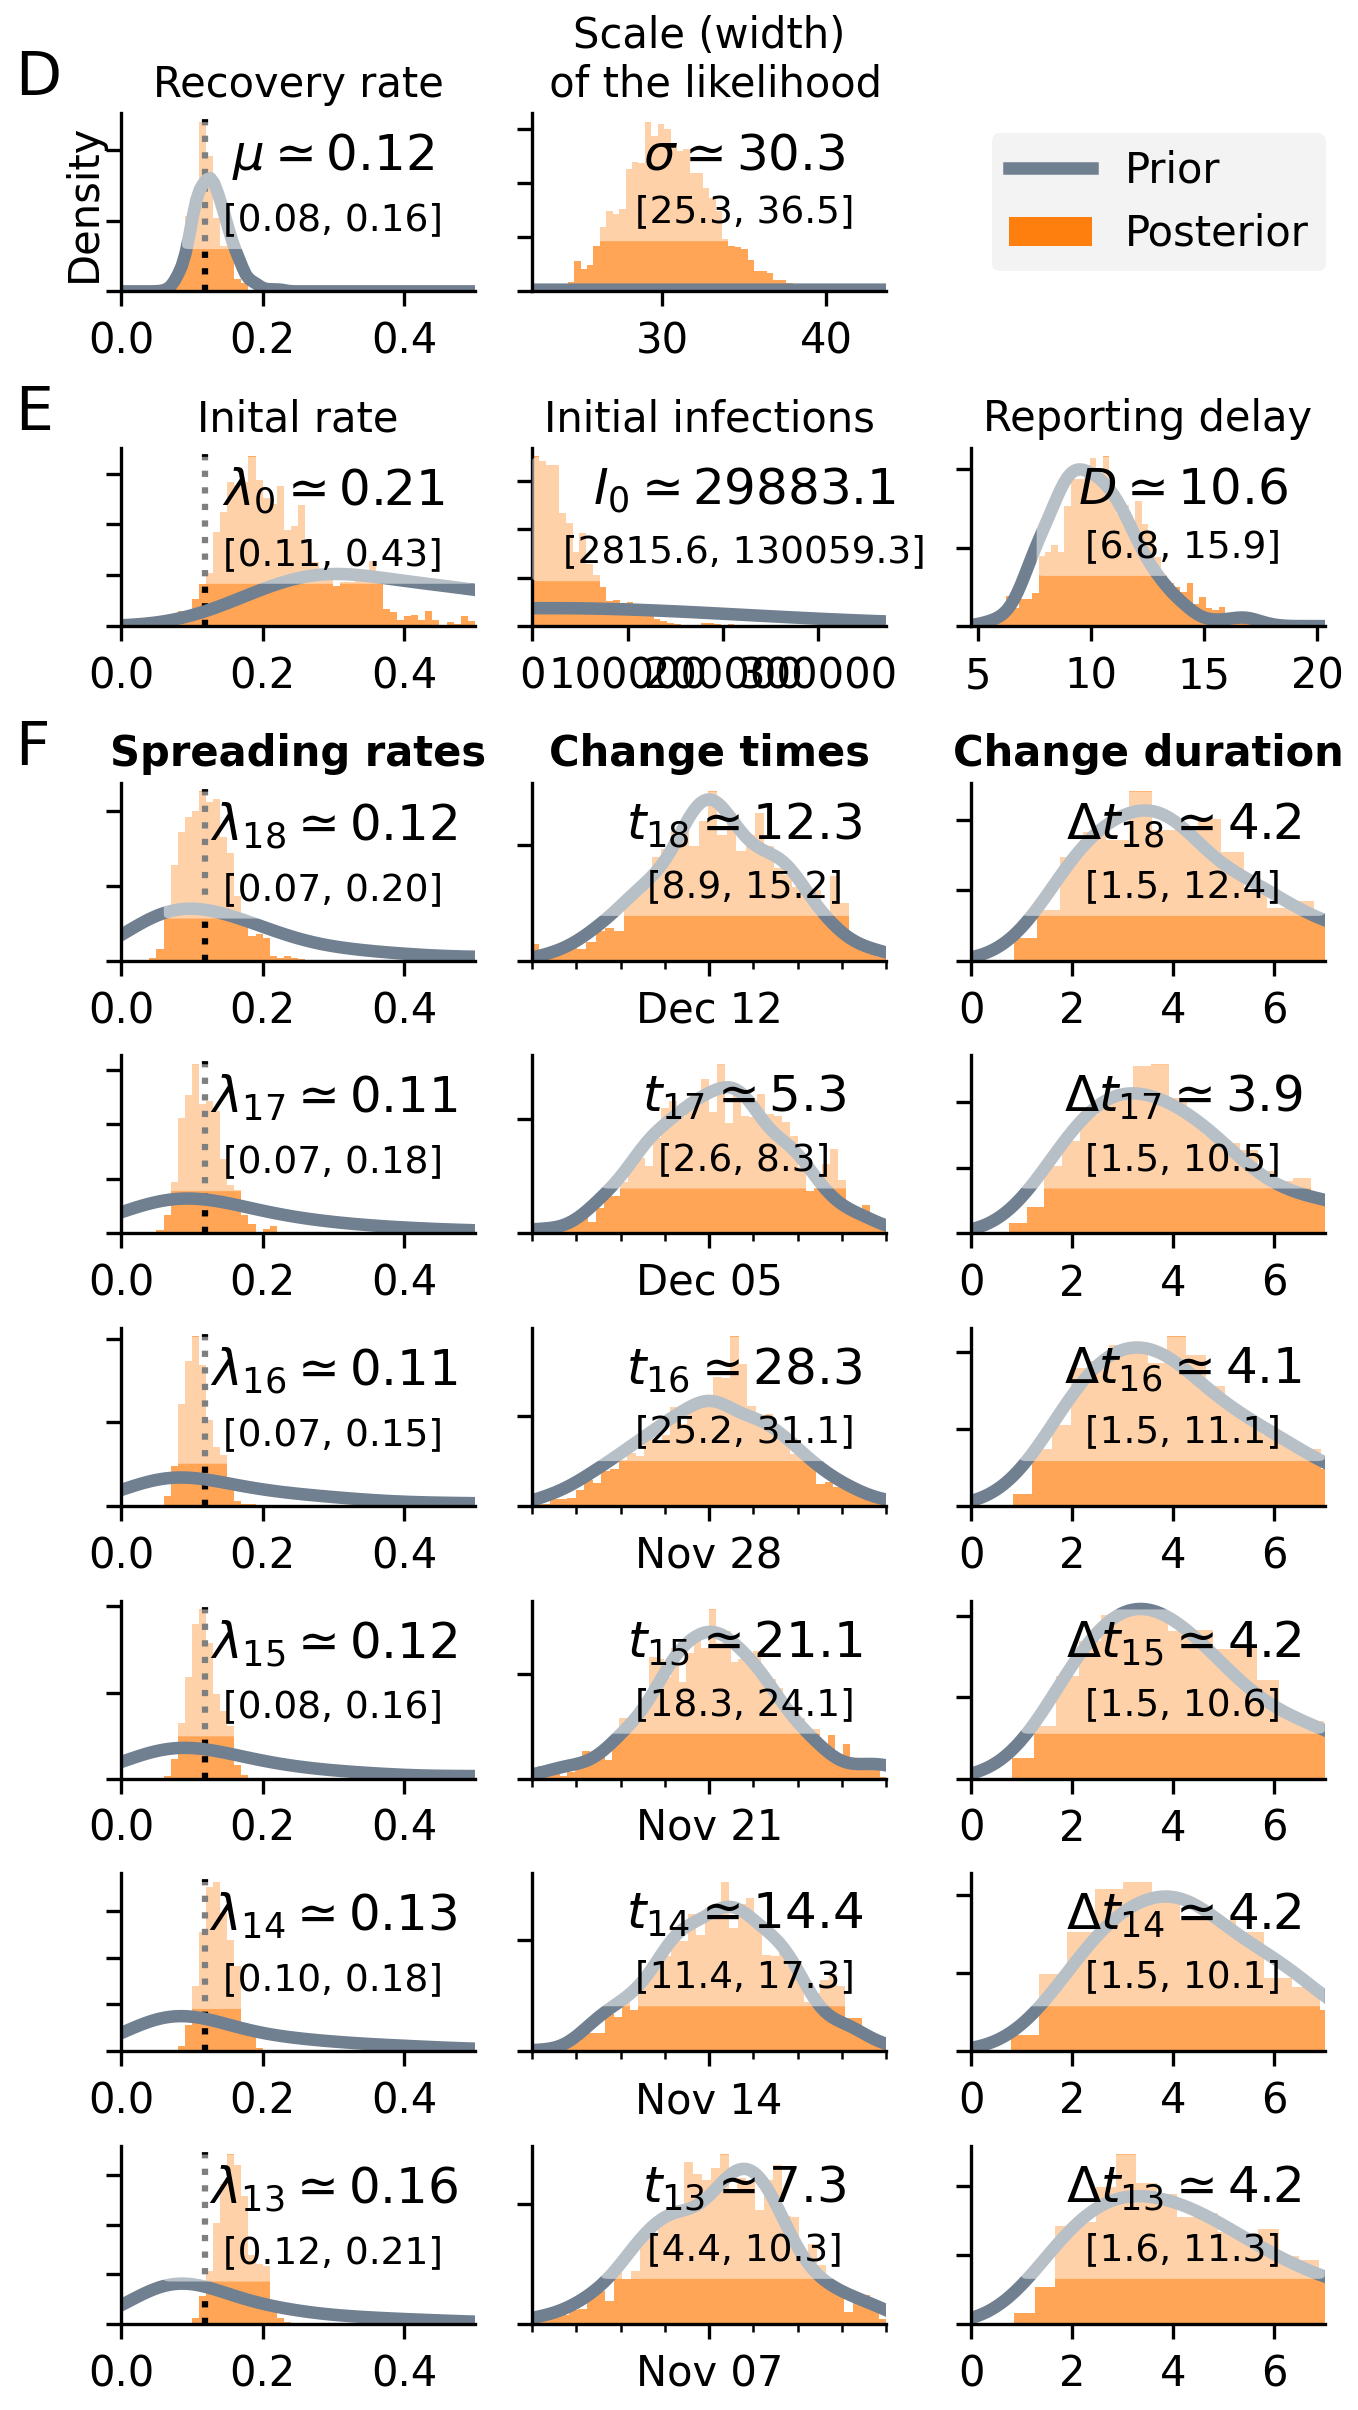 D
Recovery rate
Scale (width)
of the likelihood
Density
μ ≃ 0.12
[0.08, 0.16]
0.0 0.2 0.4
σ ≃ 30.3
[25.3, 36.5]
30 40
Prior
Posterior
E
Inital rate
λ0 ≃ 0.21
[0.11, 0.43]
0.0 0.2 0.4
Initial infections
I0 ≃ 29883.1
[2815.6, 130059.3]
0 100000 200000 300000
Reporting delay
D ≃ 10.6
[6.8, 15.9]
5 10 15 20
F
Spreading rates
Change times
Change duration
λ18 ≃ 0.12
[0.07, 0.20]
0.0 0.2 0.4
t18 ≃ 12.3
[8.9, 15.2]
Dec 12
Δt18 ≃ 4.2
[1.5, 12.4]
0 2 4 6
λ17 ≃ 0.11
[0.07, 0.18]
0.0 0.2 0.4
t17 ≃ 5.3
[2.6, 8.3]
Dec 05
Δt17 ≃ 3.9
[1.5, 10.5]
0 2 4 6
λ16 ≃ 0.11
[0.07, 0.15]
0.0 0.2 0.4
t16 ≃ 28.3
[25.2, 31.1]
Nov 28
Δt16 ≃ 4.1
[1.5, 11.1]
0 2 4 6
λ15 ≃ 0.12
[0.08, 0.16]
0.0 0.2 0.4
t15 ≃ 21.1
[18.3, 24.1]
Nov 21
Δt15 ≃ 4.2
[1.5, 10.6]
0 2 4 6
λ14 ≃ 0.13
[0.10, 0.18]
0.0 0.2 0.4
t14 ≃ 14.4
[11.4, 17.3]
Nov 14
Δt14 ≃ 4.2
[1.5, 10.1]
0 2 4 6
λ13 ≃ 0.16
[0.12, 0.21]
0.0 0.2 0.4
t13 ≃ 7.3
[4.4, 10.3]
Nov 07
Δt13 ≃ 4.2
[1.6, 11.3]
0 2 4 6